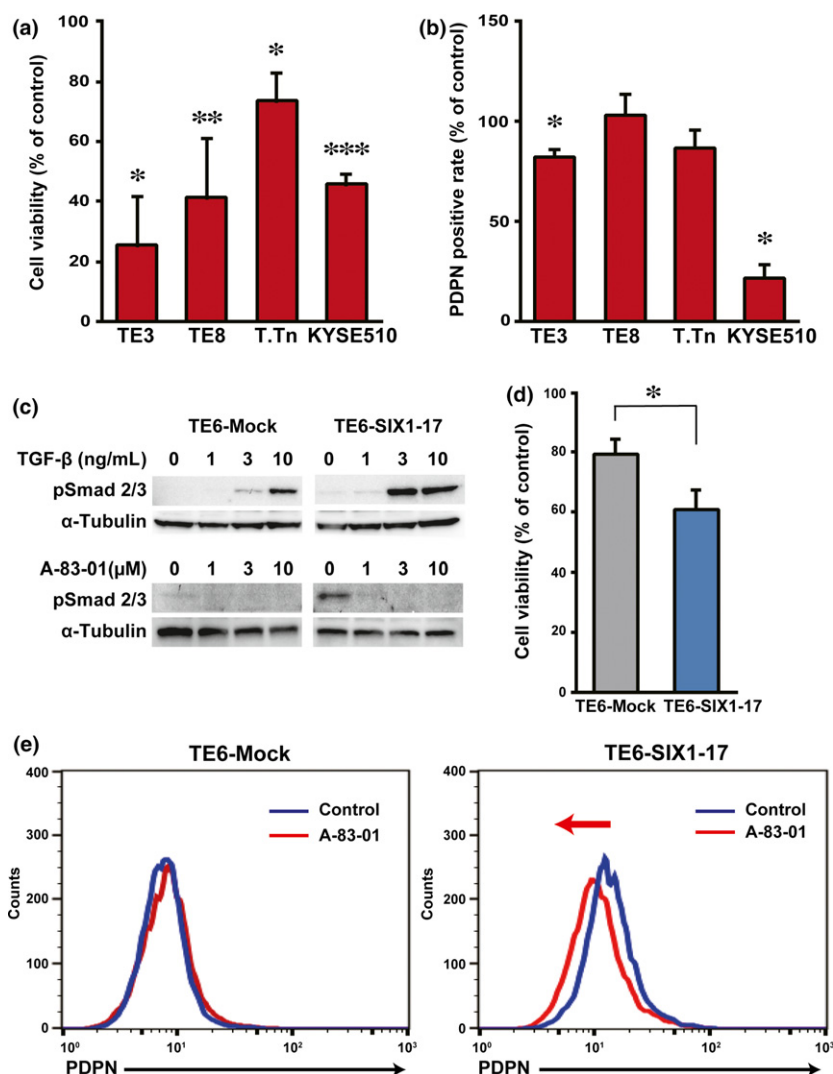 (a)
Cell viability (% of control)
100
80
60
40
20
0
*
**
*
***
TE3 TE8 T.Tn KYSE510
(b)
PDPN positive rate (% of control)
150
100
50
0
*
*
TE3 TE8 T.Tn KYSE510
(c)
TE6-Mock TE6-SIX1-17
TGF-β (ng/mL) 0 1 3 10 0 1 3 10
pSmad 2/3
α-Tubulin
A-83-01(μM) 0 1 3 10 0 1 3 10
pSmad 2/3
α-Tubulin
(d)
Cell viability (% of control)
100
80
60
40
20
0
*
TE6-Mock TE6-SIX1-17
(e)
TE6-Mock
Counts
400
300
200
100
0
Control
A-83-01
10⁰ 10¹ 10² 10³
PDPN
TE6-SIX1-17
Counts
400
300
200
100
0
Control
A-83-01
10⁰ 10¹ 10² 10³
PDPN